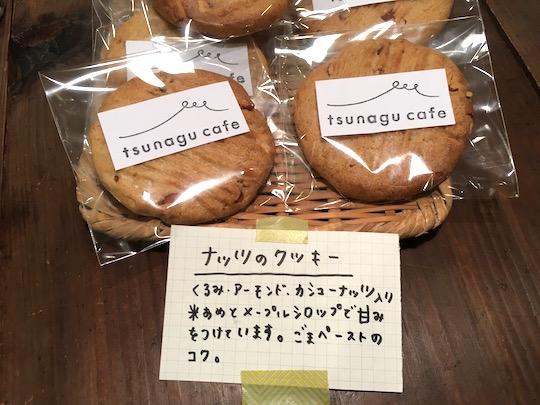 tsunagu cafe
tsunagu cafe
ナッツのクッキー
くるみ・アーモンド、カシューナッツ入り
米あめとメープルシロップで甘み
をつけています。ごまペーストの
コク。